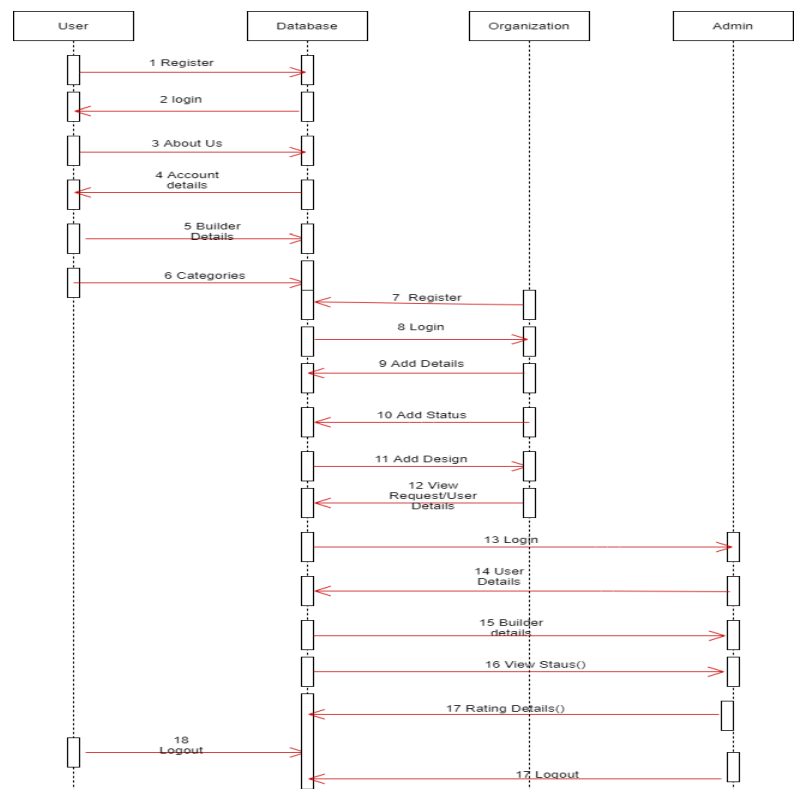 User
Database
Organization
Admin
1 Register
2 login
3 About Us
4 Account
details
5 Builder
Details
6 Categories
7 Register
8 Login
9 Add Details
10 Add Status
11 Add Design
12 View
Request/User
Details
13 Login
14 User
Details
15 Builder
details
16 View Staus()
17 Rating Details()
18
Logout
17 Logout